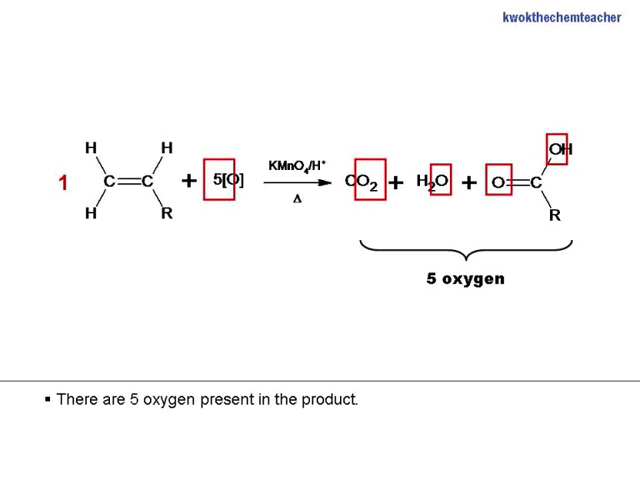 kwokthechemteacher
H H OH
1 C=C + 5[O] KMnO4/H+ CO2 + H2O + O=C
Δ
H R R
5 oxygen
▪ There are 5 oxygen present in the product.